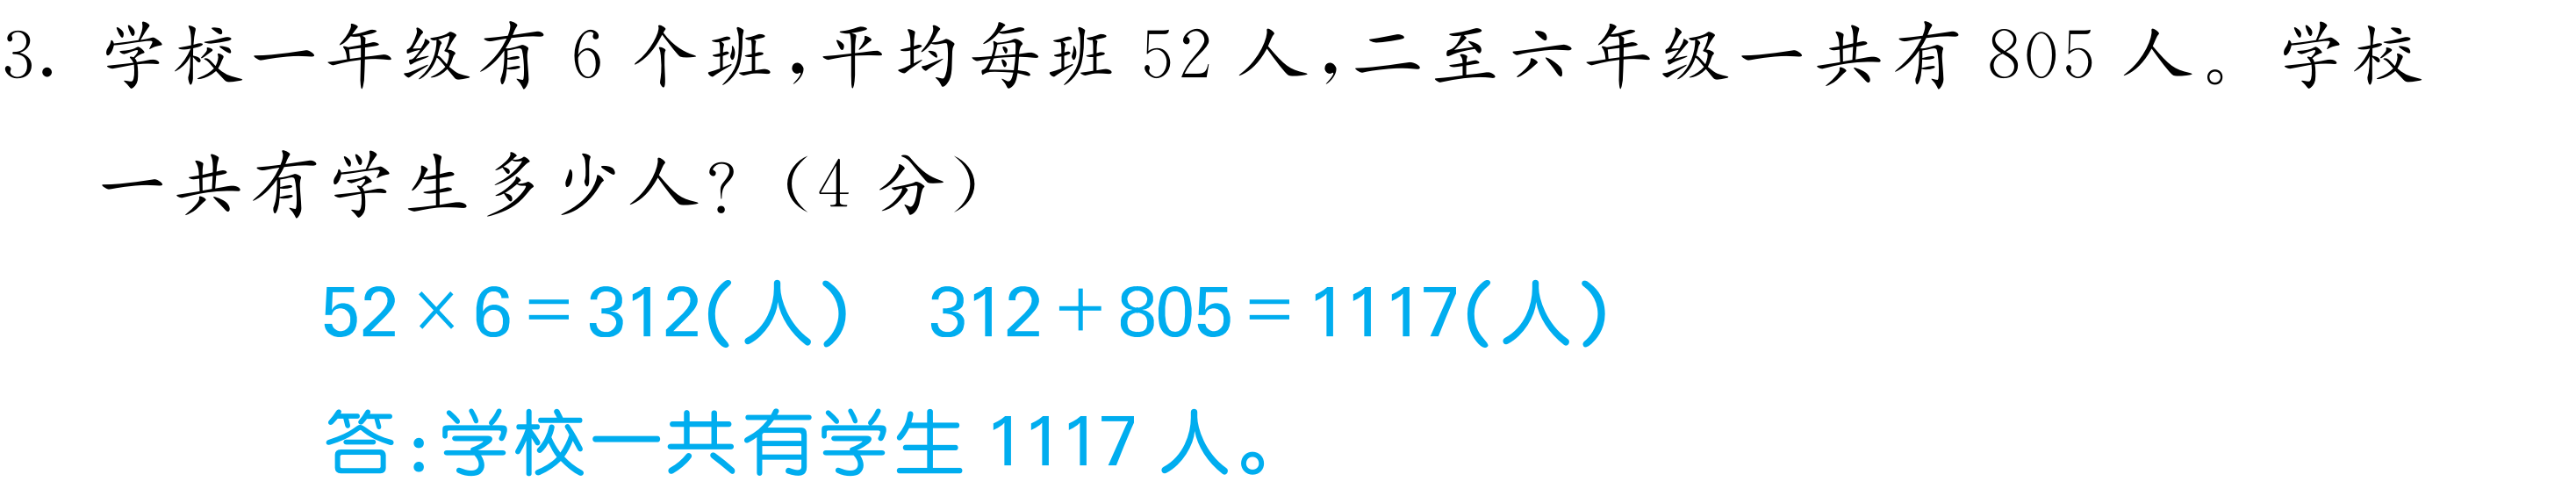 3. 学校一年级有 6 个班,平均每班 52 人,二至六年级一共有 805 人。学校
一共有学生多少人?(4 分)
52×6=312(人) 312+805=1117(人)
答:学校一共有学生 1117 人。